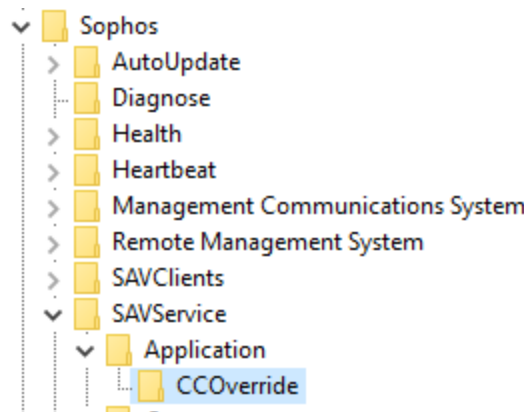 Sophos
AutoUpdate
Diagnose
Health
Heartbeat
Management Communications System
Remote Management System
SAVClients
SAVService
Application
CCOverride